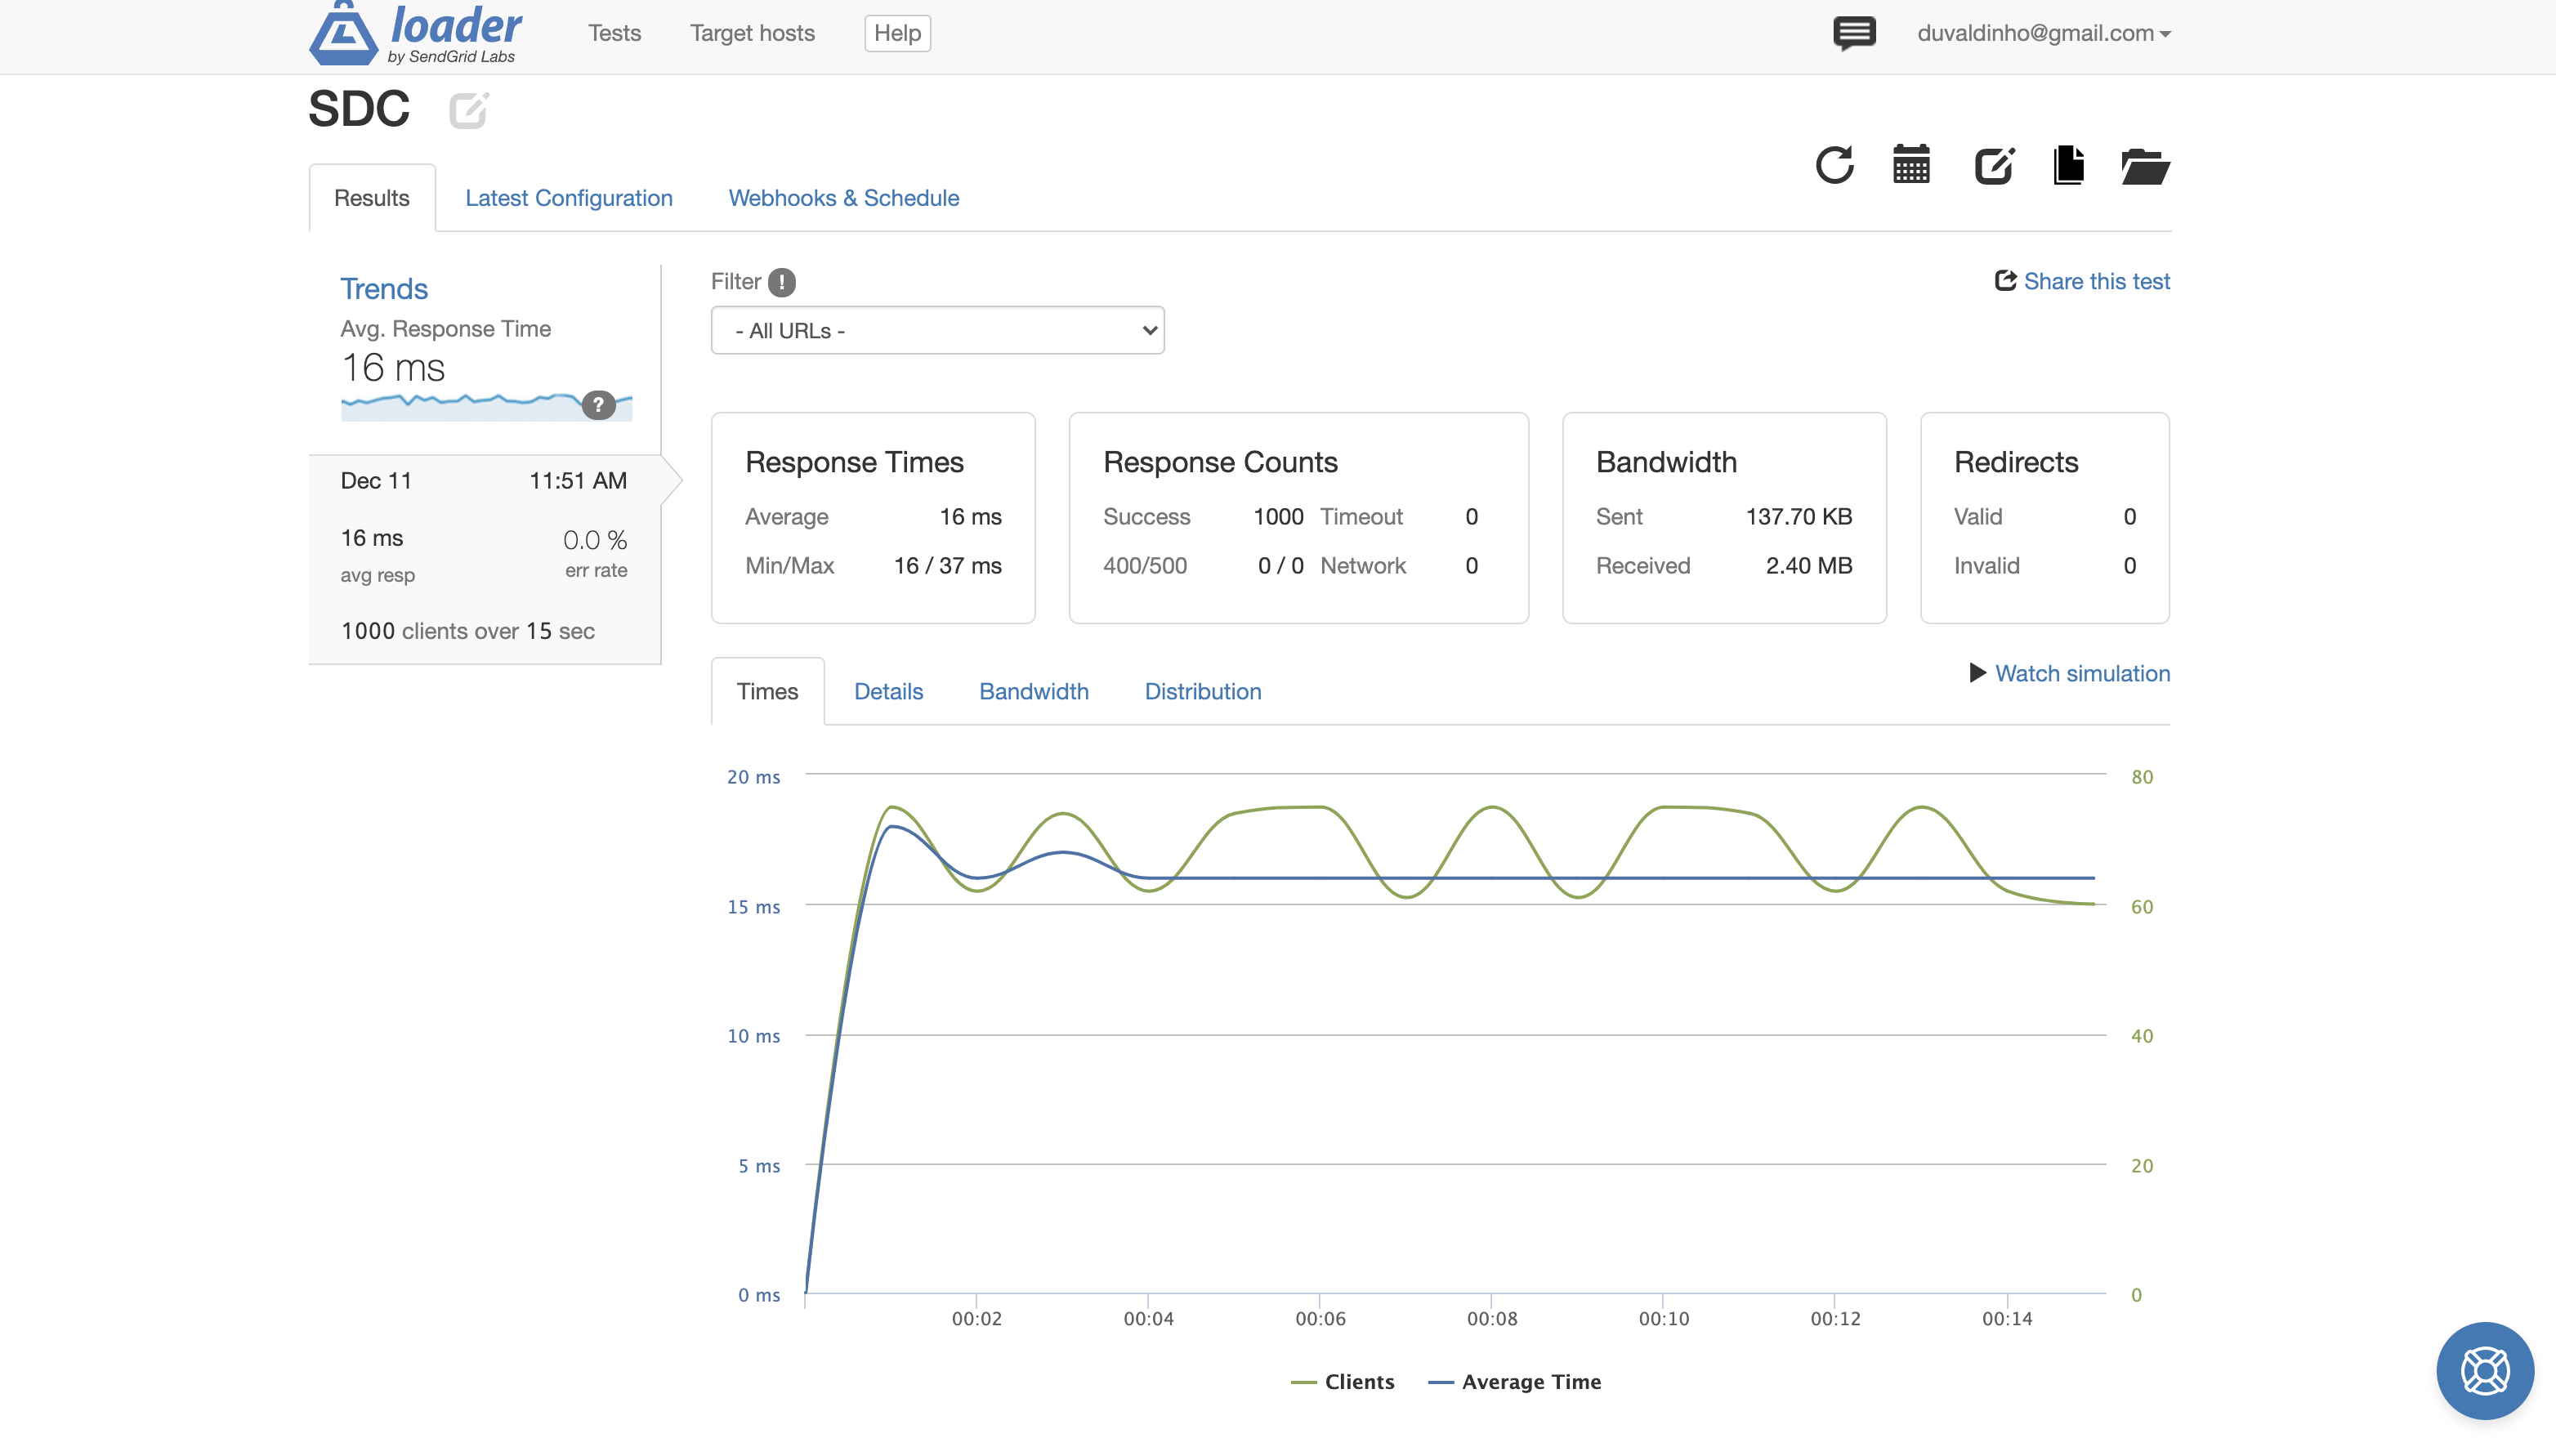 loader
by SendGrid Labs
Tests Target hosts Help duvaldinho@gmail.com
SDC
Results Latest Configuration Webhooks & Schedule
Trends
Avg. Response Time
16 ms
?
Dec 11 11:51 AM
16 ms 0.0 %
avg resp err rate
1000 clients over 15 sec
Filter ! Share this test
- All URLs -
Response Times
Average 16 ms
Min/Max 16 / 37 ms
Response Counts
Success 1000 Timeout 0
400/500 0 / 0 Network 0
Bandwidth
Sent 137.70 KB
Received 2.40 MB
Redirects
Valid 0
Invalid 0
Times Details Bandwidth Distribution Watch simulation
20 ms 80
15 ms 60
10 ms 40
5 ms 20
0 ms 0
00:02 00:04 00:06 00:08 00:10 00:12 00:14
Clients Average Time